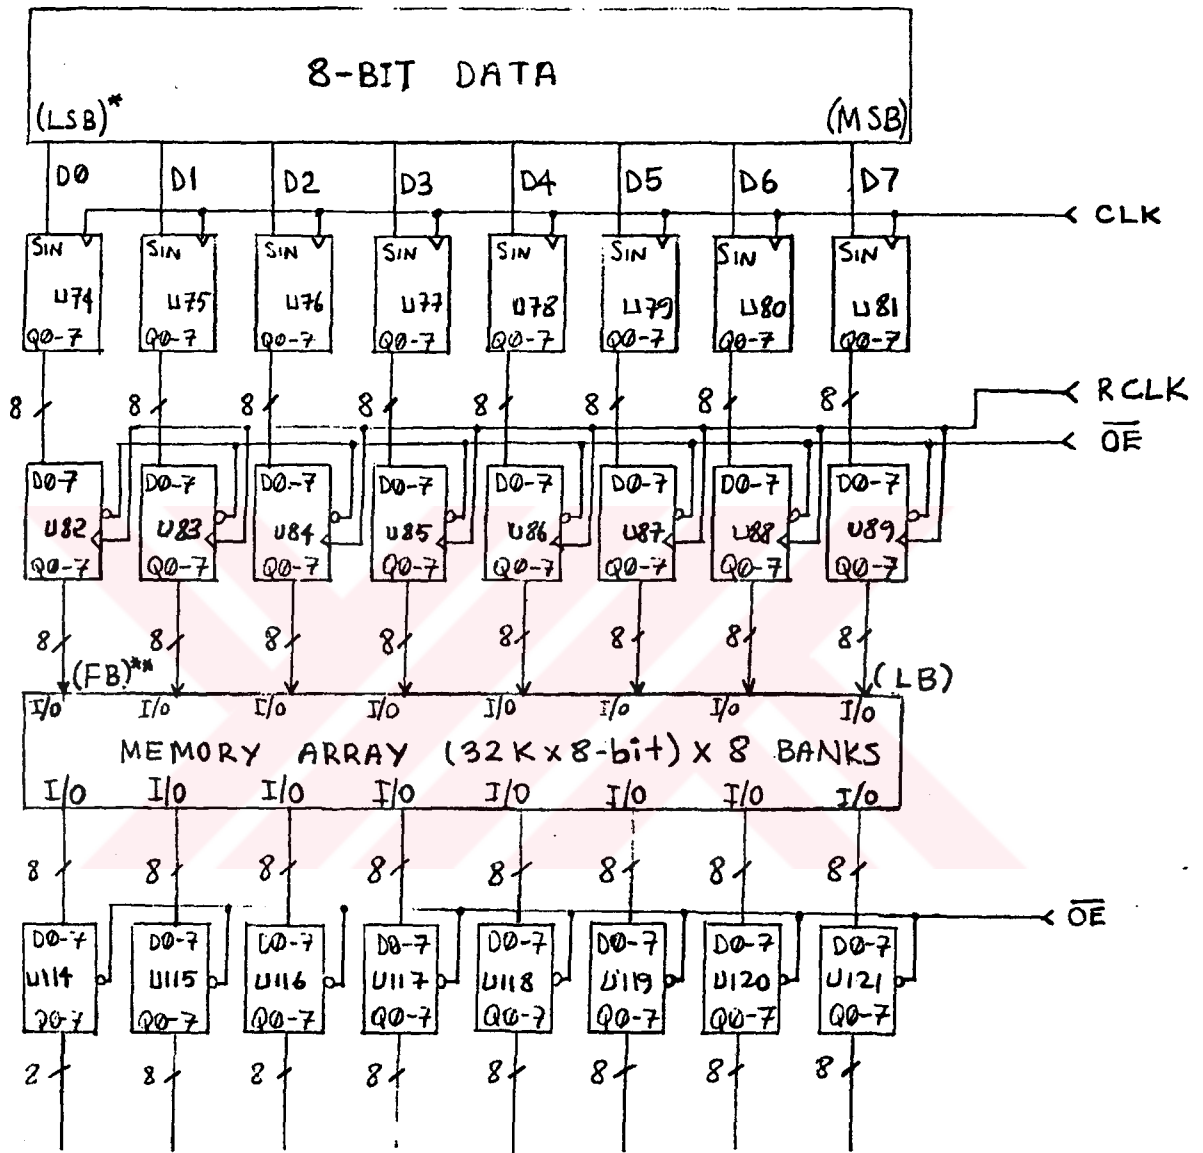 8-BIT DATA
(LSB)* (MSB)
D0 D1 D2 D3 D4 D5 D6 D7
CLK
SIN SIN SIN SIN SIN SIN SIN SIN
U74 U75 U76 U77 U78 U79 U80 U81
Q0-7 Q0-7 Q0-7 Q0-7 Q0-7 Q0-7 Q0-7 Q0-7
RCLK
8 8 8 8 8 8 8 8
OE
D0-7 D0-7 D0-7 D0-7 D0-7 D0-7 D0-7 D0-7
U82 U83 U84 U85 U86 U87 U88 U89
Q0-7 Q0-7 Q0-7 Q0-7 Q0-7 Q0-7 Q0-7 Q0-7
8 8 8 8 8 8 8 8
(FB)** (LB)
I/O I/O I/O I/O I/O I/O I/O I/O
MEMORY ARRAY (32K x 8-bit) x 8 BANKS
I/O I/O I/O I/O I/O I/O I/O I/O
8 8 8 8 8 8 8 8
OE
D0-7 D0-7 D0-7 D0-7 D0-7 D0-7 D0-7 D0-7
U114 U115 U116 U117 U118 U119 U120 U121
Q0-7 Q0-7 Q0-7 Q0-7 Q0-7 Q0-7 Q0-7 Q0-7
2 8 2 8 8 8 8 8